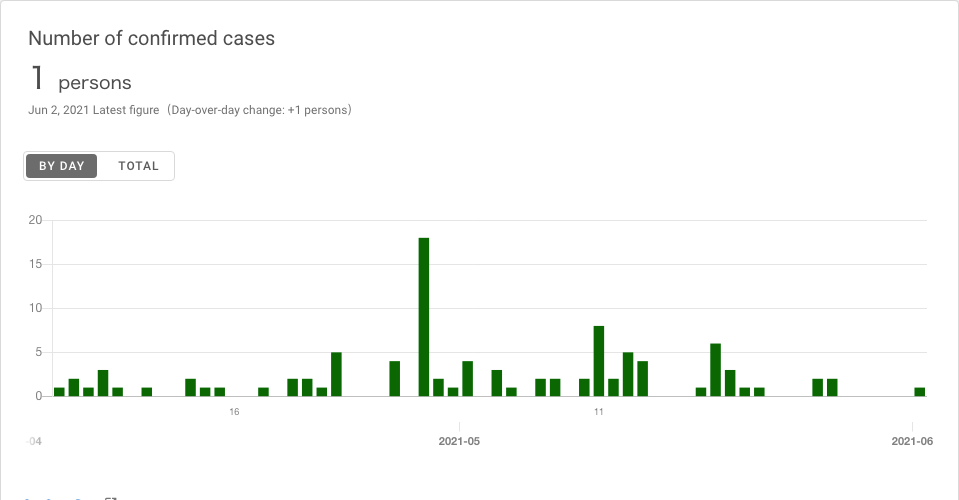 Number of confirmed cases
1 persons
Jun 2, 2021 Latest figure (Day-over-day change: +1 persons)
BY DAY TOTAL
20
15
10
5
0
16 11
-04 2021-05 2021-06